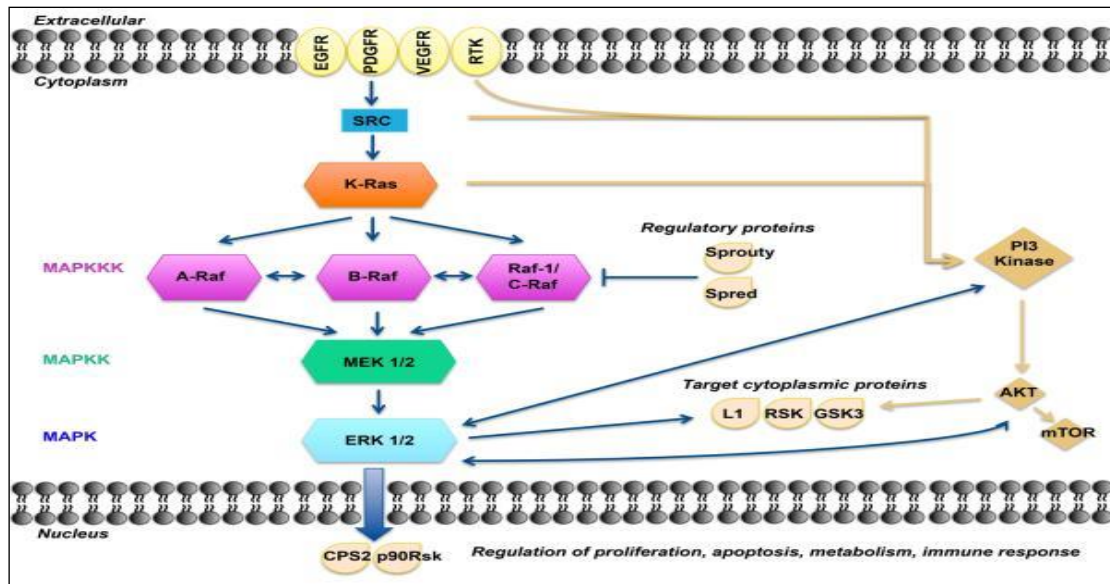 Extracellular
EGFR
PDGFR
VEGFR
RTK
Cytoplasm
SRC
K-Ras
Regulatory proteins
Sprouty
Spred
PI3
Kinase
MAPKKK
A-Raf
B-Raf
Raf-1/
C-Raf
MAPKK
MEK 1/2
Target cytoplasmic proteins
L1
RSK
GSK3
AKT
mTOR
MAPK
ERK 1/2
Nucleus
CPS2
p90Rsk
Regulation of proliferation, apoptosis, metabolism, immune response